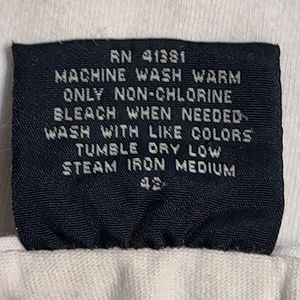 RN 41381
MACHINE WASH WARM
ONLY NON-CHLORINE
BLEACH WHEN NEEDED
WASH WITH LIKE COLORS
TUMBLE DRY LOW
STEAM IRON MEDIUM